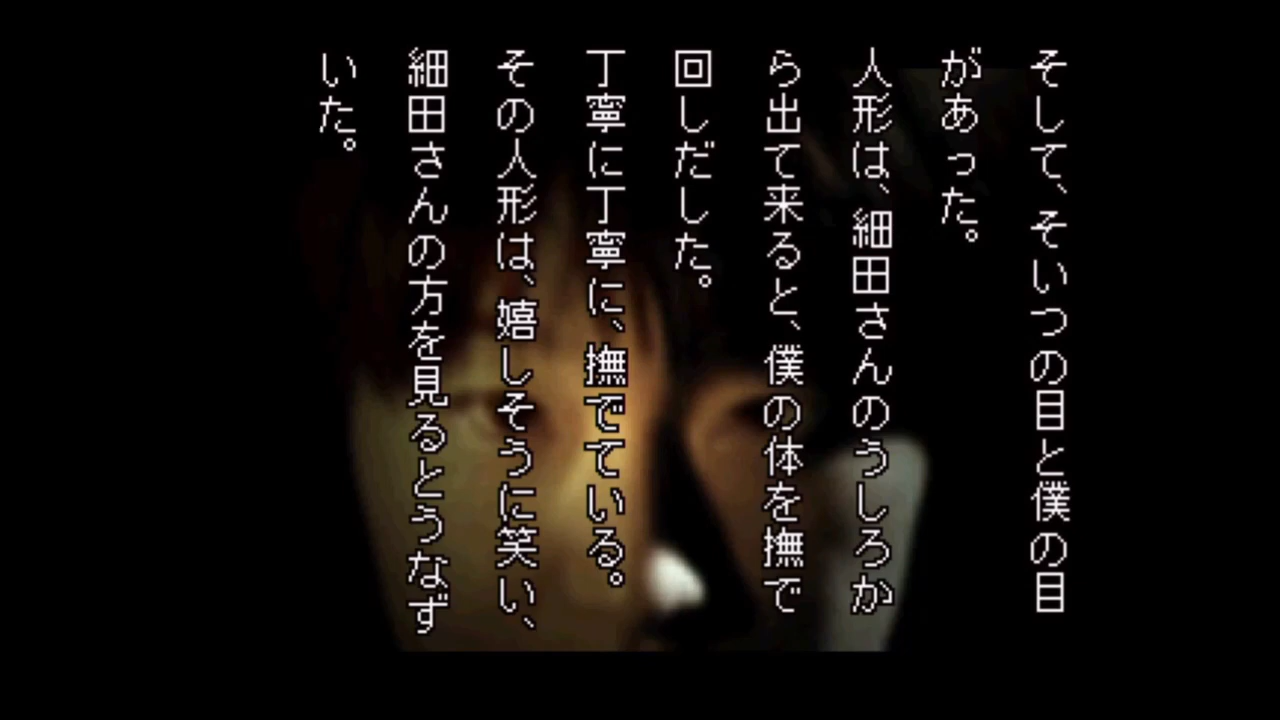 そして、そいつの目と僕の目
があった。
人形は、細田さんのうしろか
ら出て来ると、僕の体を撫で
回しだした。
丁寧に丁寧に、撫でている。
その人形は、嬉しそうに笑い、
細田さんの方を見るとうなず
いた。